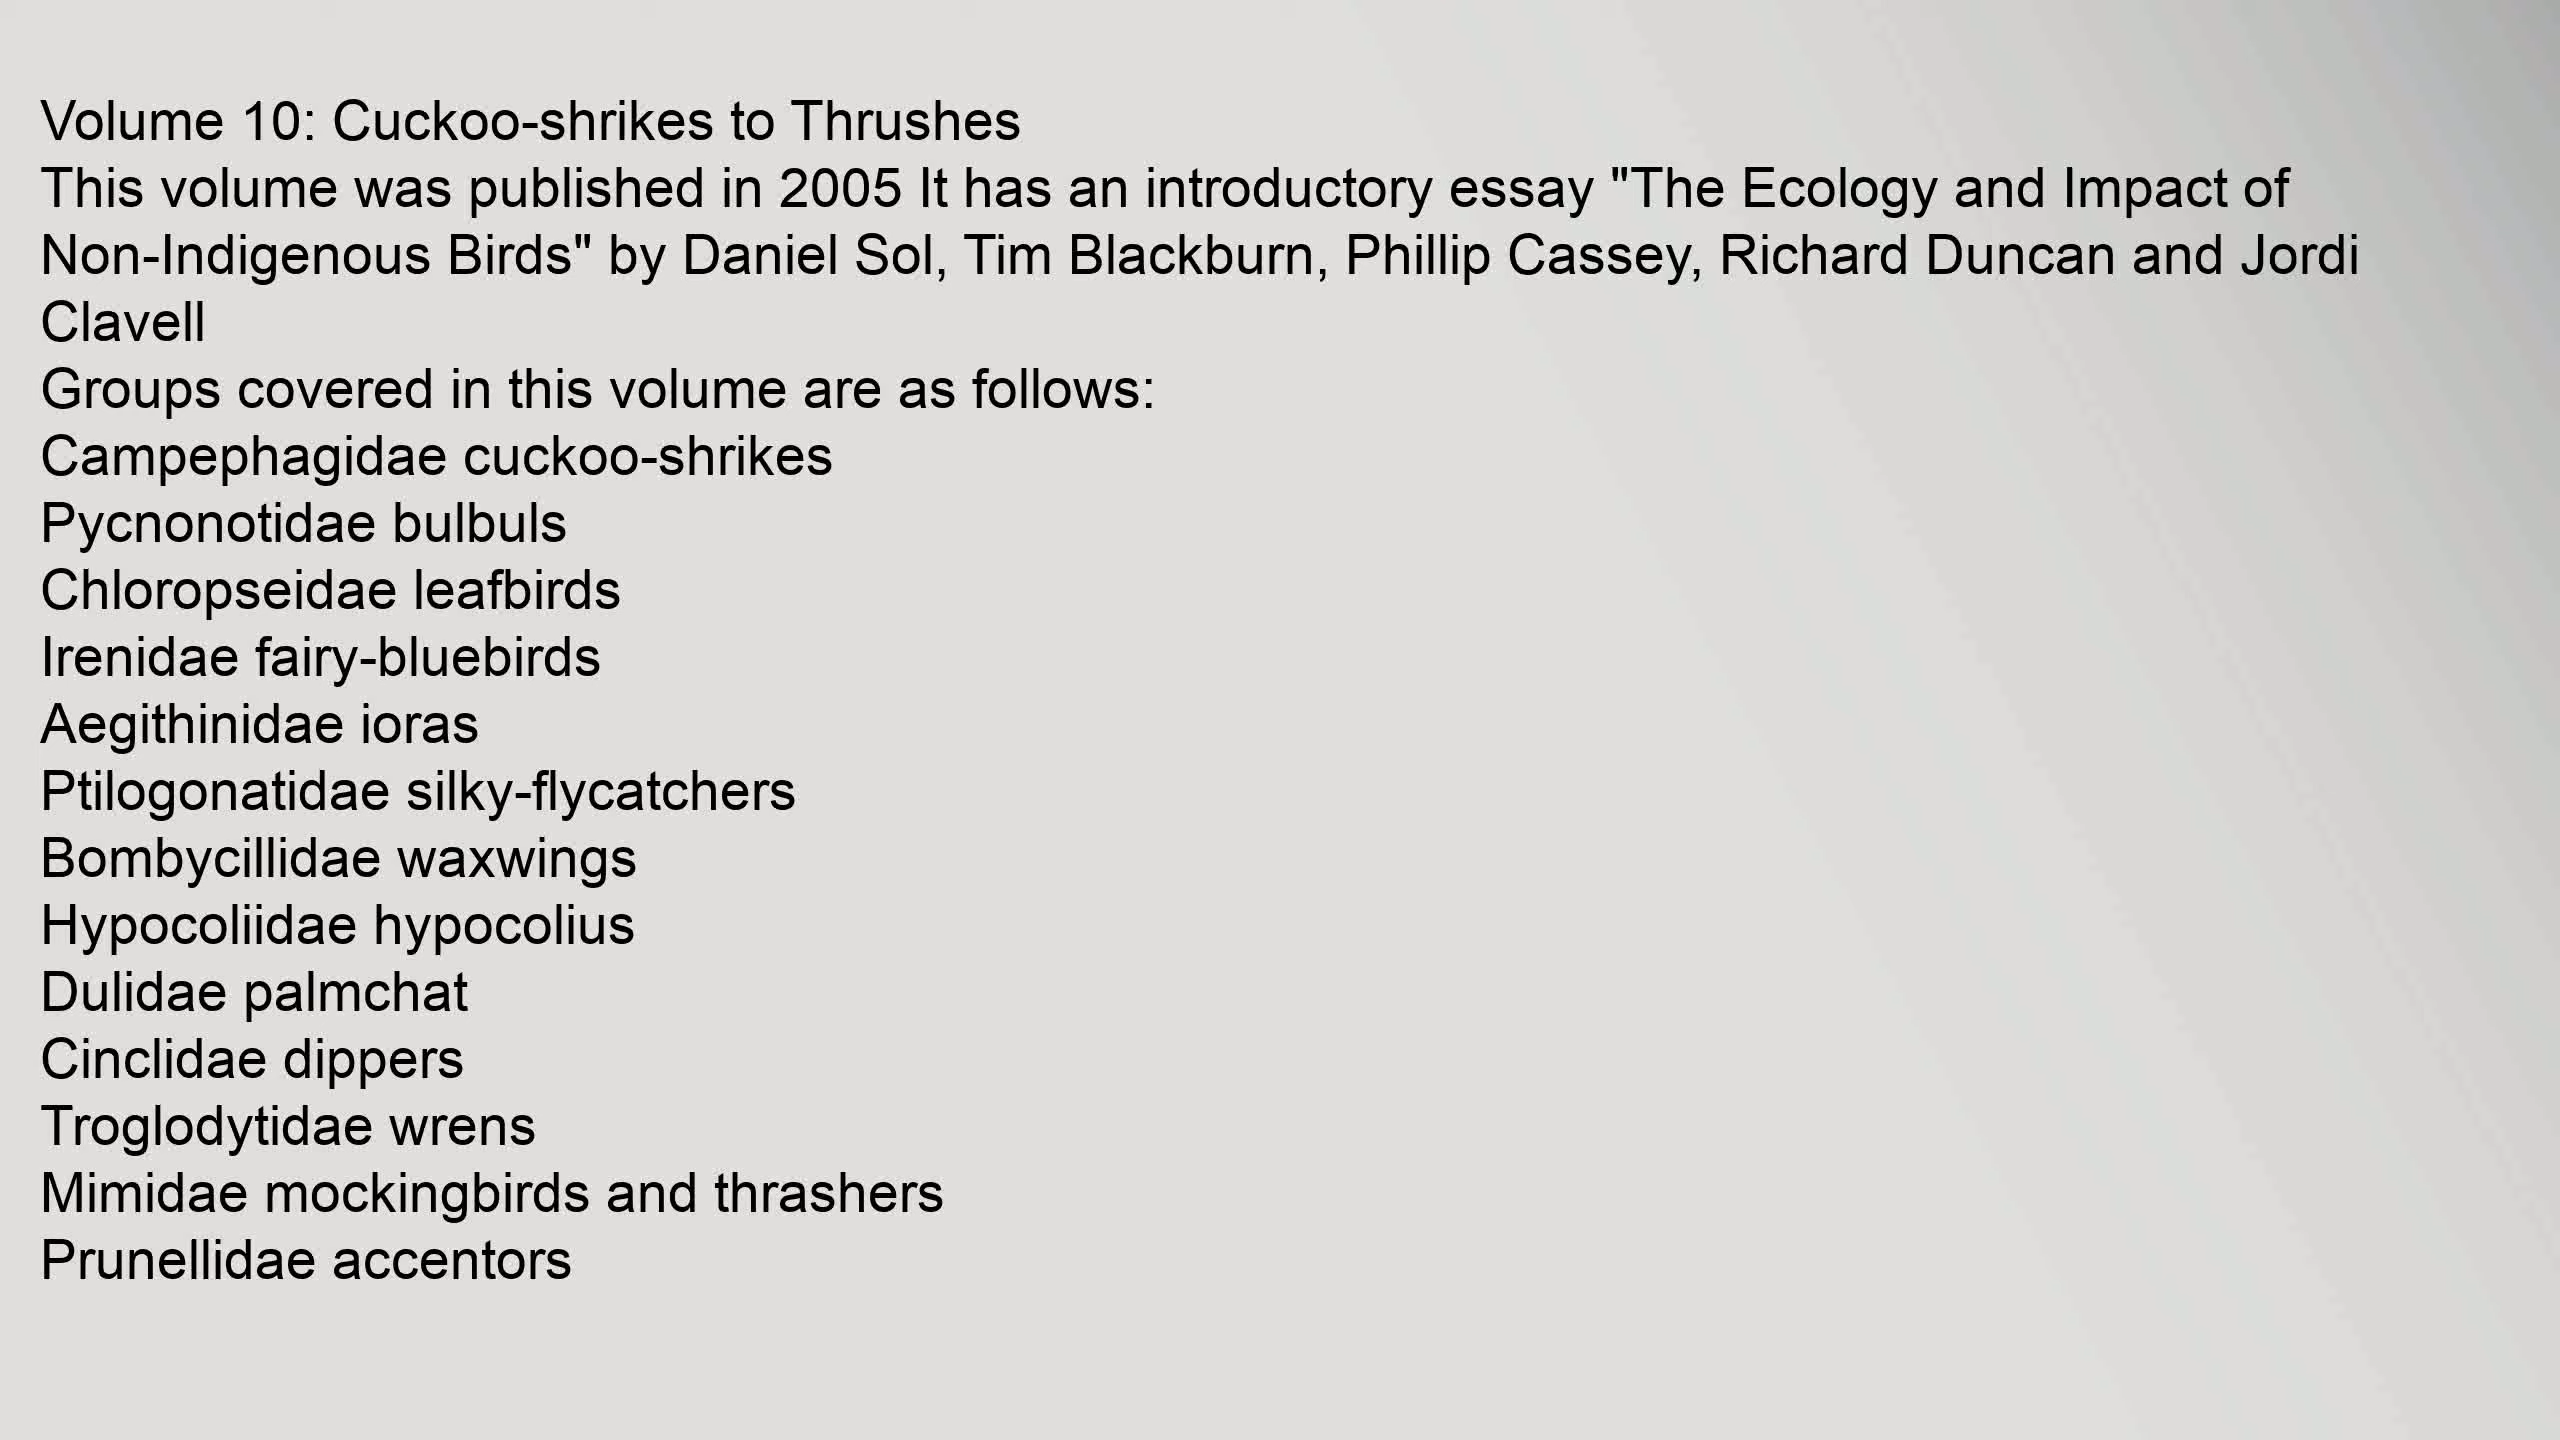 Volume 10: Cuckoo-shrikes to Thrushes
This volume was published in 2005 It has an introductory essay "The Ecology and Impact of
Non-Indigenous Birds" by Daniel Sol, Tim Blackburn, Phillip Cassey, Richard Duncan and Jordi
Clavell
Groups covered in this volume are as follows:
Campephagidae cuckoo-shrikes
Pycnonotidae bulbuls
Chloropseidae leafbirds
Irenidae fairy-bluebirds
Aegithinidae ioras
Ptilogonatidae silky-flycatchers
Bombycillidae waxwings
Hypocoliidae hypocolius
Dulidae palmchat
Cinclidae dippers
Troglodytidae wrens
Mimidae mockingbirds and thrashers
Prunellidae accentors